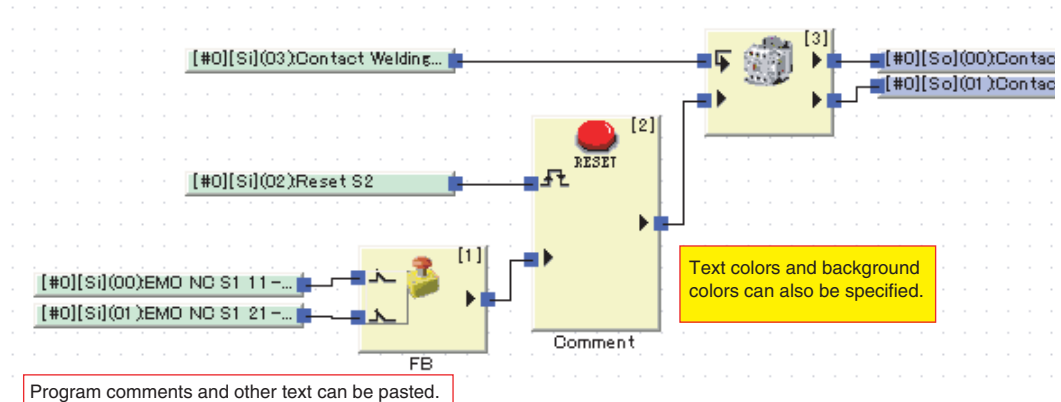 [3]
[#0][Si](03):Contact Welding...
[#0][So](00):Contac
[#0][So](01):Contac
[2]
RESET
[#0][Si](02):Reset S2
[1]
[#0][Si](00):EMO NC S1 11-...
[#0][Si](01):EMO NC S1 21-...
Text colors and background
colors can also be specified.
Comment
FB
Program comments and other text can be pasted.